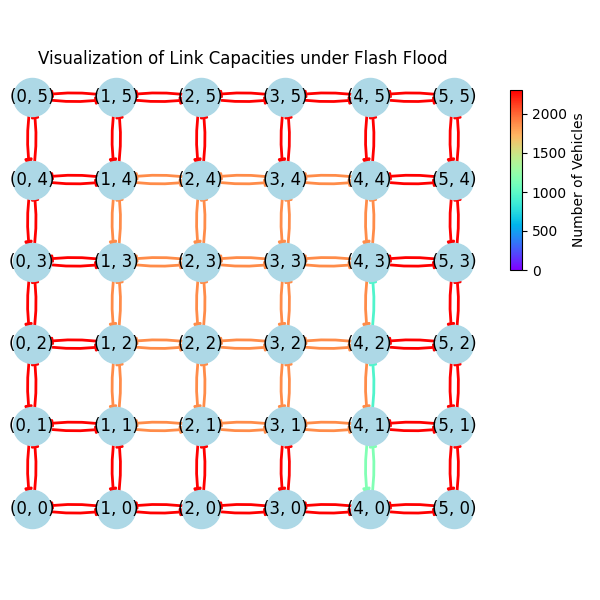 Visualization of Link Capacities under Flash Flood
(0, 5) (1, 5) (2, 5) (3, 5) (4, 5) (5, 5)
(0, 4) (1, 4) (2, 4) (3, 4) (4, 4) (5, 4)
(0, 3) (1, 3) (2, 3) (3, 3) (4, 3) (5, 3)
(0, 2) (1, 2) (2, 2) (3, 2) (4, 2) (5, 2)
(0, 1) (1, 1) (2, 1) (3, 1) (4, 1) (5, 1)
(0, 0) (1, 0) (2, 0) (3, 0) (4, 0) (5, 0)
2000
1500
1000
500
0
Number of Vehicles